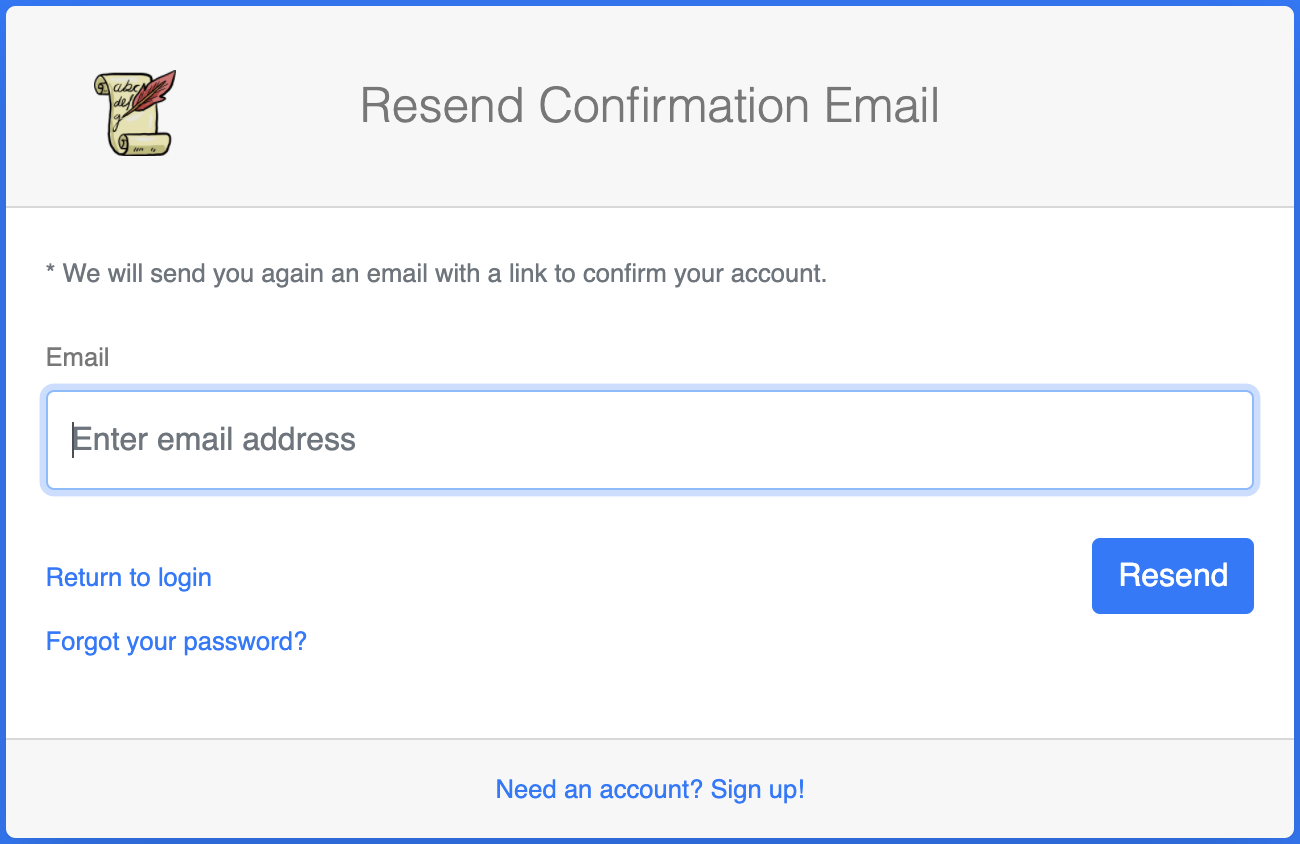 abc
def
g
Resend Confirmation Email
* We will send you again an email with a link to confirm your account.
Email
Enter email address
Return to login
Resend
Forgot your password?
Need an account? Sign up!